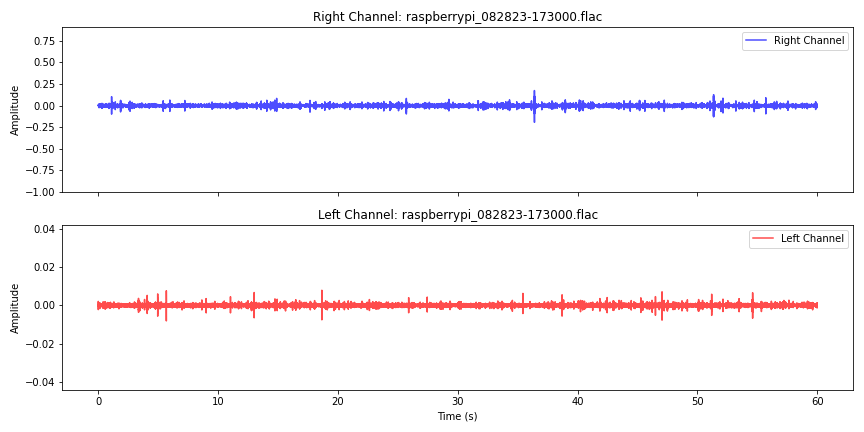 Right Channel: raspberrypi_082823-173000.flac
Right Channel
Amplitude
0.75
0.50
0.25
0.00
−0.25
−0.50
−0.75
−1.00
Left Channel: raspberrypi_082823-173000.flac
Left Channel
Amplitude
0.04
0.02
0.00
−0.02
−0.04
0 10 20 30 40 50 60
Time (s)